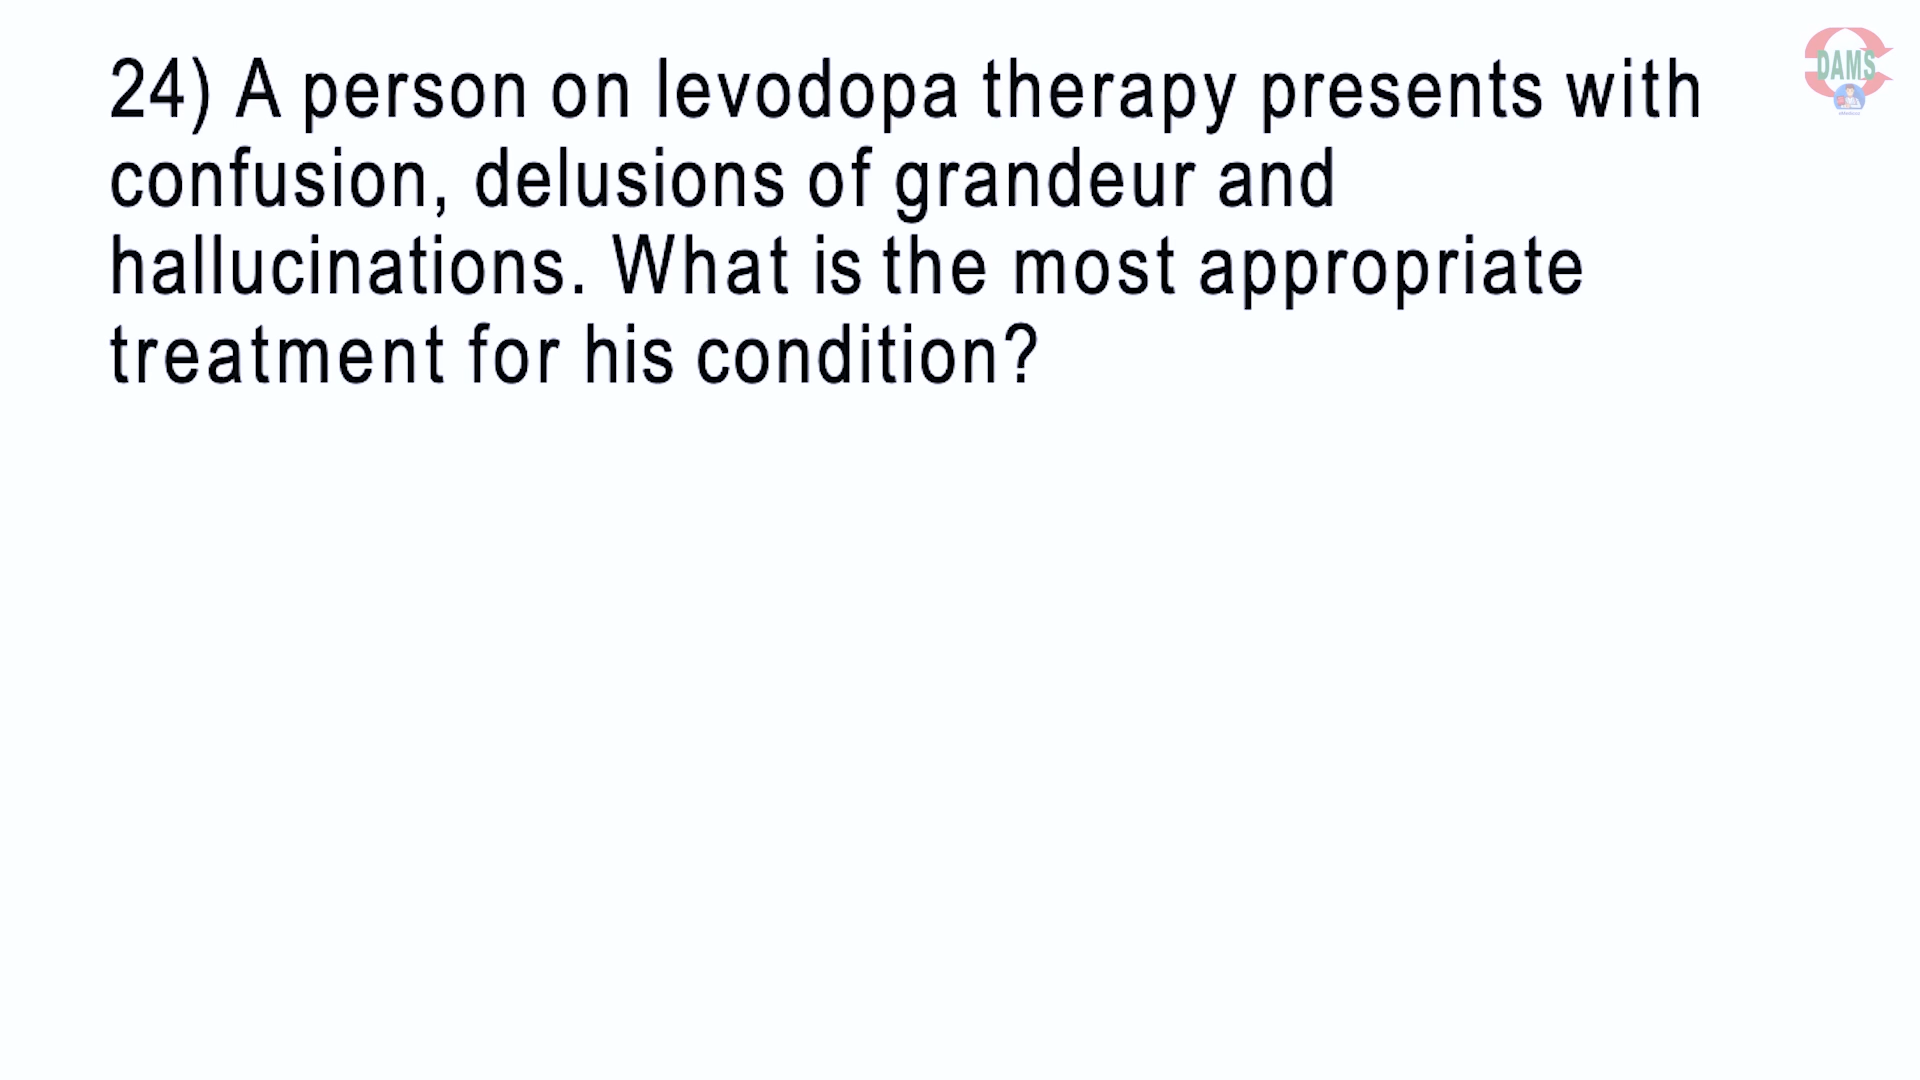 24) A person on levodopa therapy presents with
confusion, delusions of grandeur and
hallucinations. What is the most appropriate
treatment for his condition?
DAMS